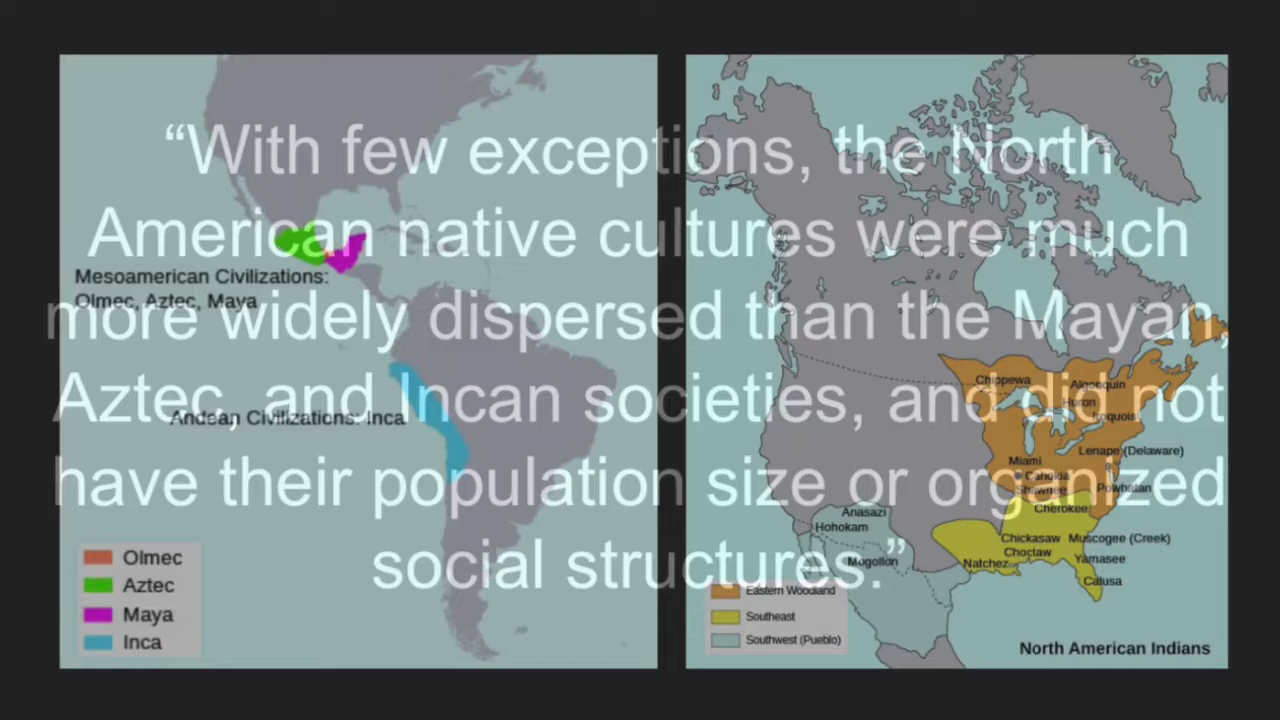 “With few exceptions, the North
American native cultures were much
more widely dispersed than the Mayan,
Aztec, and Incan societies, and did not
have their population size or organized
social structures.”
Mesoamerican Civilizations:
Olmec, Aztec, Maya
Andean Civilizations: Inca
Olmec
Aztec
Maya
Inca
Chippewa
Algonquin
Huron
Iroquois
Lenape (Delaware)
Miami
Cahokia
Shawnee
Powhatan
Cherokee
Anasazi
Hohokam
Mogollon
Chickasaw
Muscogee (Creek)
Choctaw
Natchez
Yamasee
Calusa
Eastern Woodland
Southeast
Southwest (Pueblo)
North American Indians